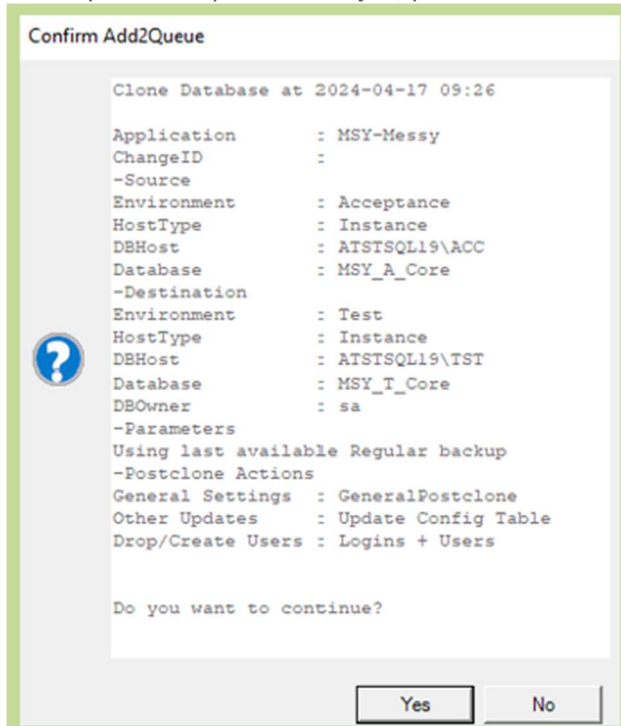 Confirm Add2Queue
Clone Database at 2024-04-17 09:26
Application : MSY-Messy
ChangeID :
-Source
Environment : Acceptance
HostType : Instance
DBHost : ATSTSQL19\ACC
Database : MSY_A_Core
-Destination
Environment : Test
HostType : Instance
DBHost : ATSTSQL19\TST
Database : MSY_T_Core
DBOwner : sa
-Parameters
Using last available Regular backup
-Postclone Actions
General Settings : GeneralPostclone
Other Updates : Update Config Table
Drop/Create Users : Logins + Users
Do you want to continue?
Yes No